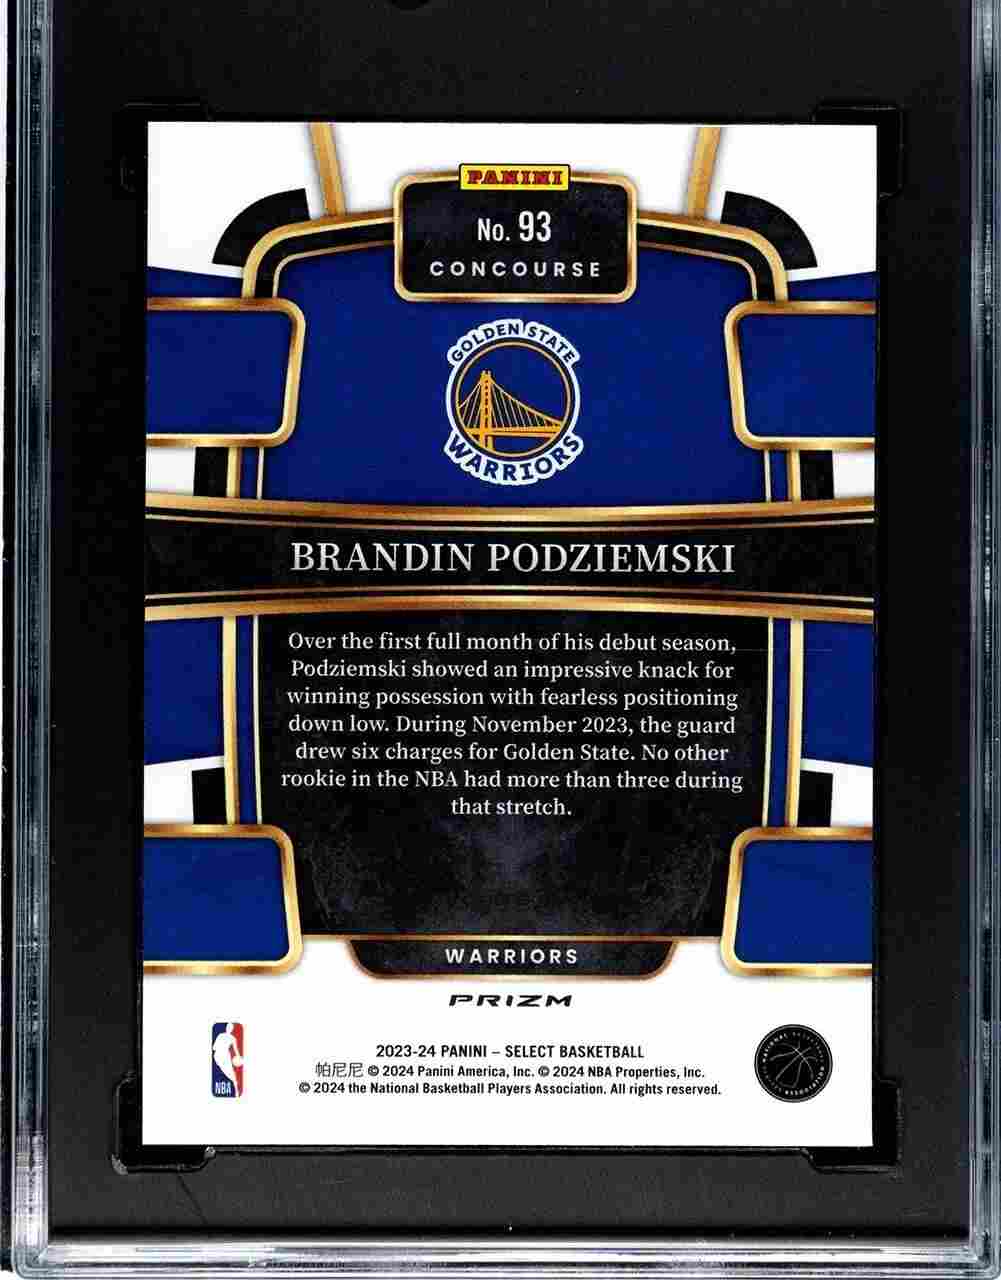 PANINI
No. 93
CONCOURSE
GOLDEN STATE
WARRIORS
BRANDIN PODZIEMSKI
Over the first full month of his debut season,
Podziemski showed an impressive knack for
winning possession with fearless positioning
down low. During November 2023, the guard
drew six charges for Golden State. No other
rookie in the NBA had more than three during
that stretch.
WARRIORS
PRIZM
2023-24 PANINI – SELECT BASKETBALL
帕尼尼 © 2024 Panini America, Inc. © 2024 NBA Properties, Inc.
© 2024 the National Basketball Players Association. All rights reserved.
NBA